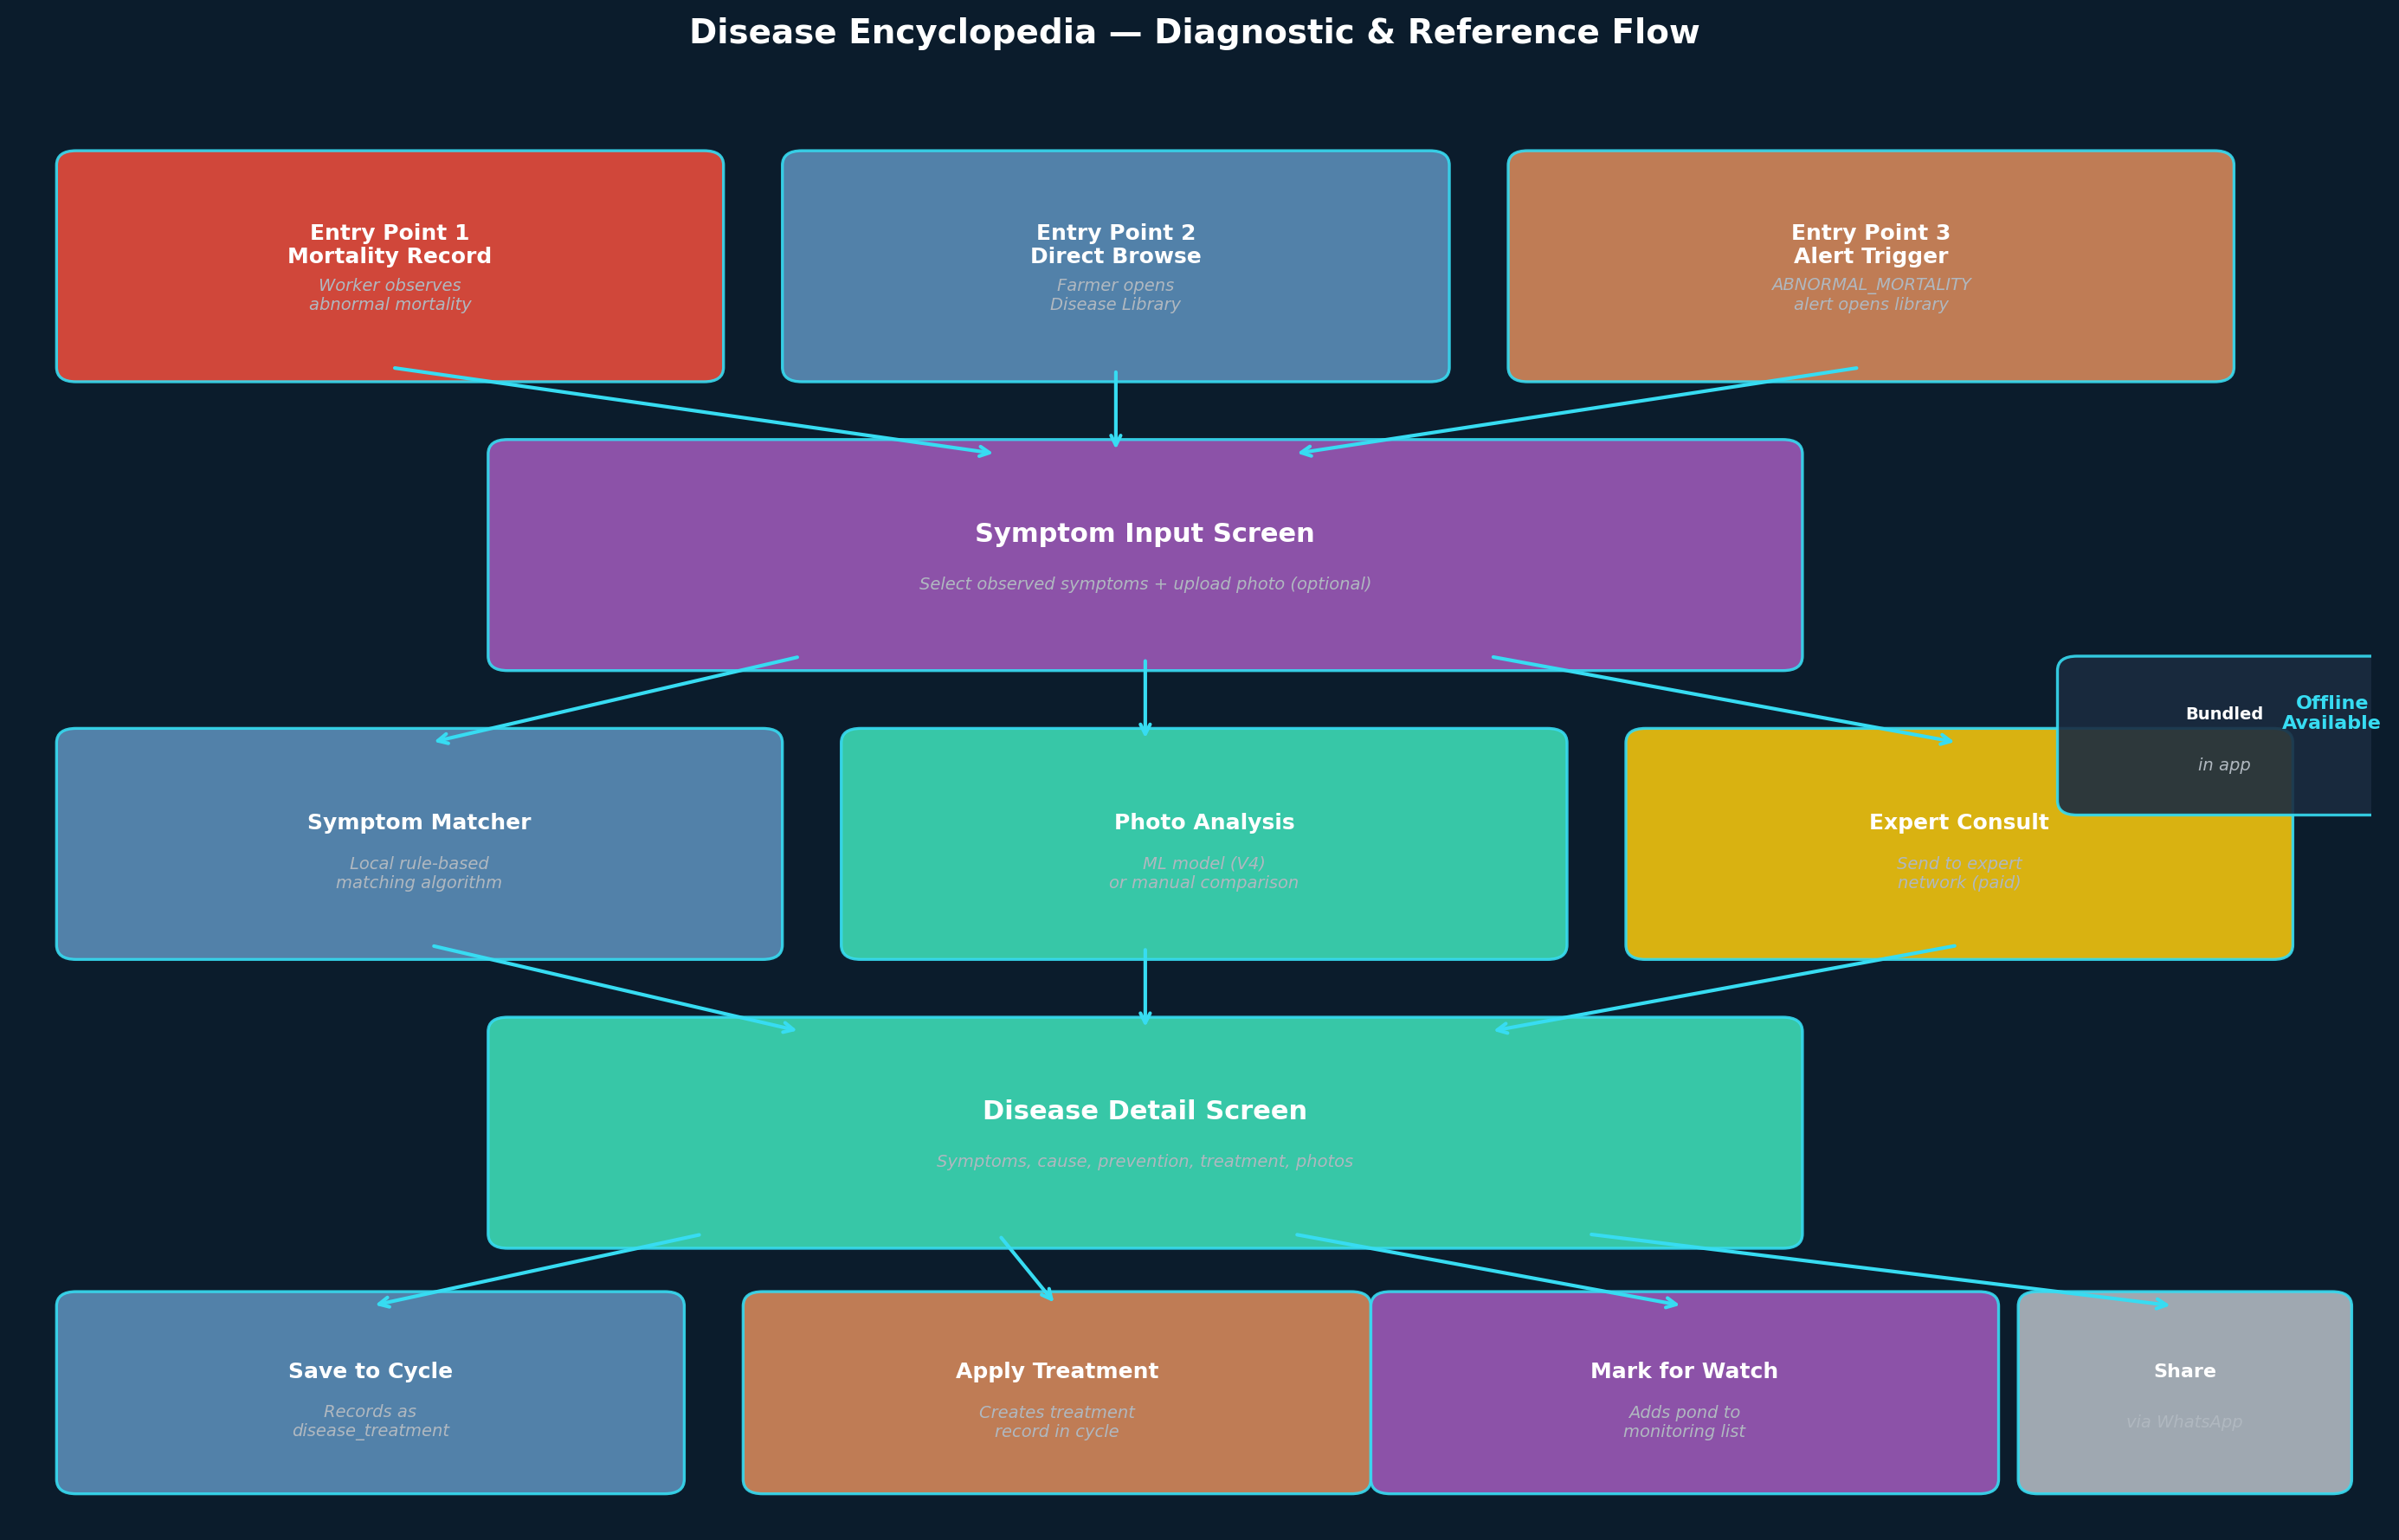 Disease Encyclopedia — Diagnostic & Reference Flow
Entry Point 1
Mortality Record
Worker observes
abnormal mortality
Entry Point 2
Direct Browse
Farmer opens
Disease Library
Entry Point 3
Alert Trigger
ABNORMAL_MORTALITY
alert opens library
Symptom Input Screen
Select observed symptoms + upload photo (optional)
Bundled
in app
Offline
Available
Symptom Matcher
Local rule-based
matching algorithm
Photo Analysis
ML model (V4)
or manual comparison
Expert Consult
Send to expert
network (paid)
Disease Detail Screen
Symptoms, cause, prevention, treatment, photos
Save to Cycle
Records as
disease_treatment
Apply Treatment
Creates treatment
record in cycle
Mark for Watch
Adds pond to
monitoring list
Share
via WhatsApp